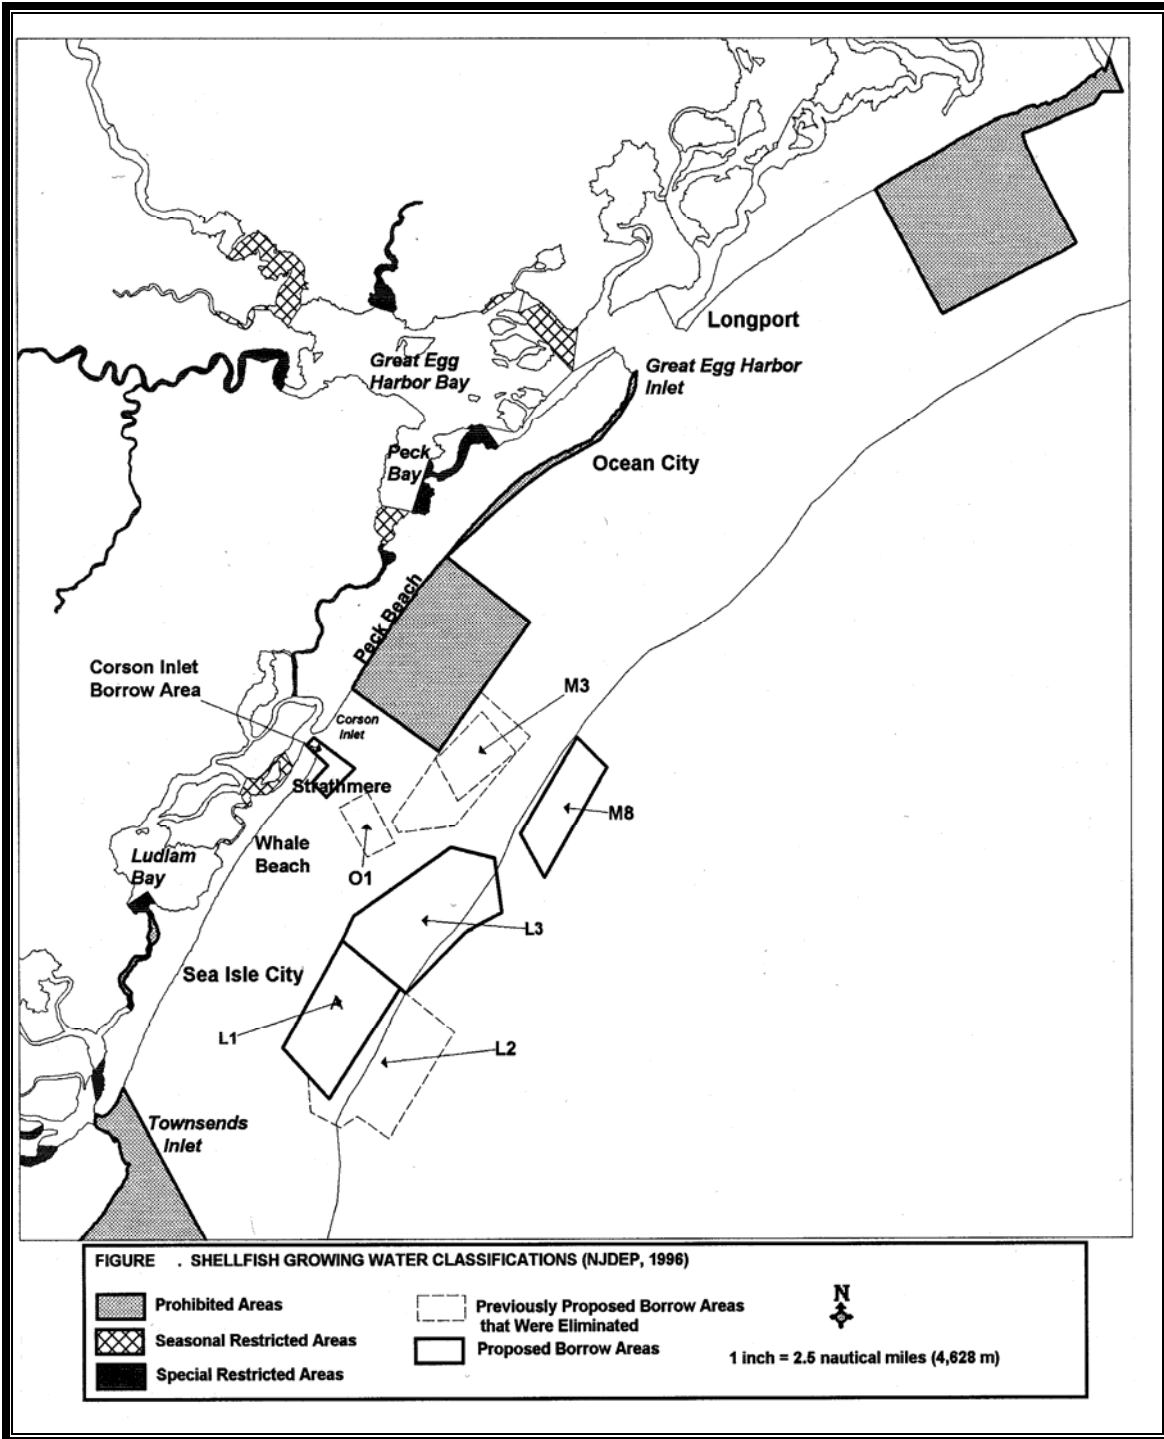 Longport
Great Egg Harbor
Inlet
Great Egg
Harbor Bay
Peck
Bay
Ocean City
Peck Beach
Corson Inlet
Borrow Area
M3
Corson
Inlet
Strathmere
M8
Whale
Beach
Ludlam
Bay
O1
L3
Sea Isle City
L1
L2
Townsends
Inlet
FIGURE . SHELLFISH GROWING WATER CLASSIFICATIONS (NJDEP, 1996)
Prohibited Areas
Seasonal Restricted Areas
Special Restricted Areas
Previously Proposed Borrow Areas
that Were Eliminated
Proposed Borrow Areas
N
1 inch = 2.5 nautical miles (4,628 m)